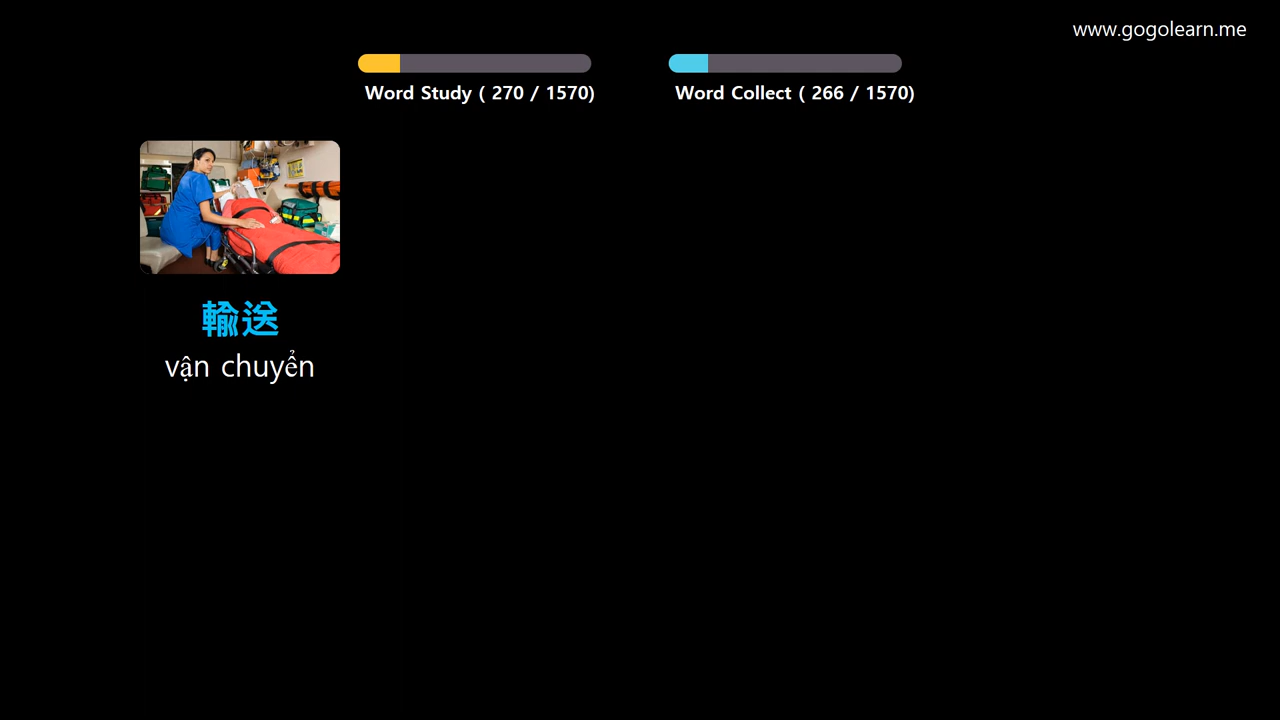 www.gogolearn.me
Word Study ( 270 / 1570)
Word Collect ( 266 / 1570)
輸送
vận chuyển